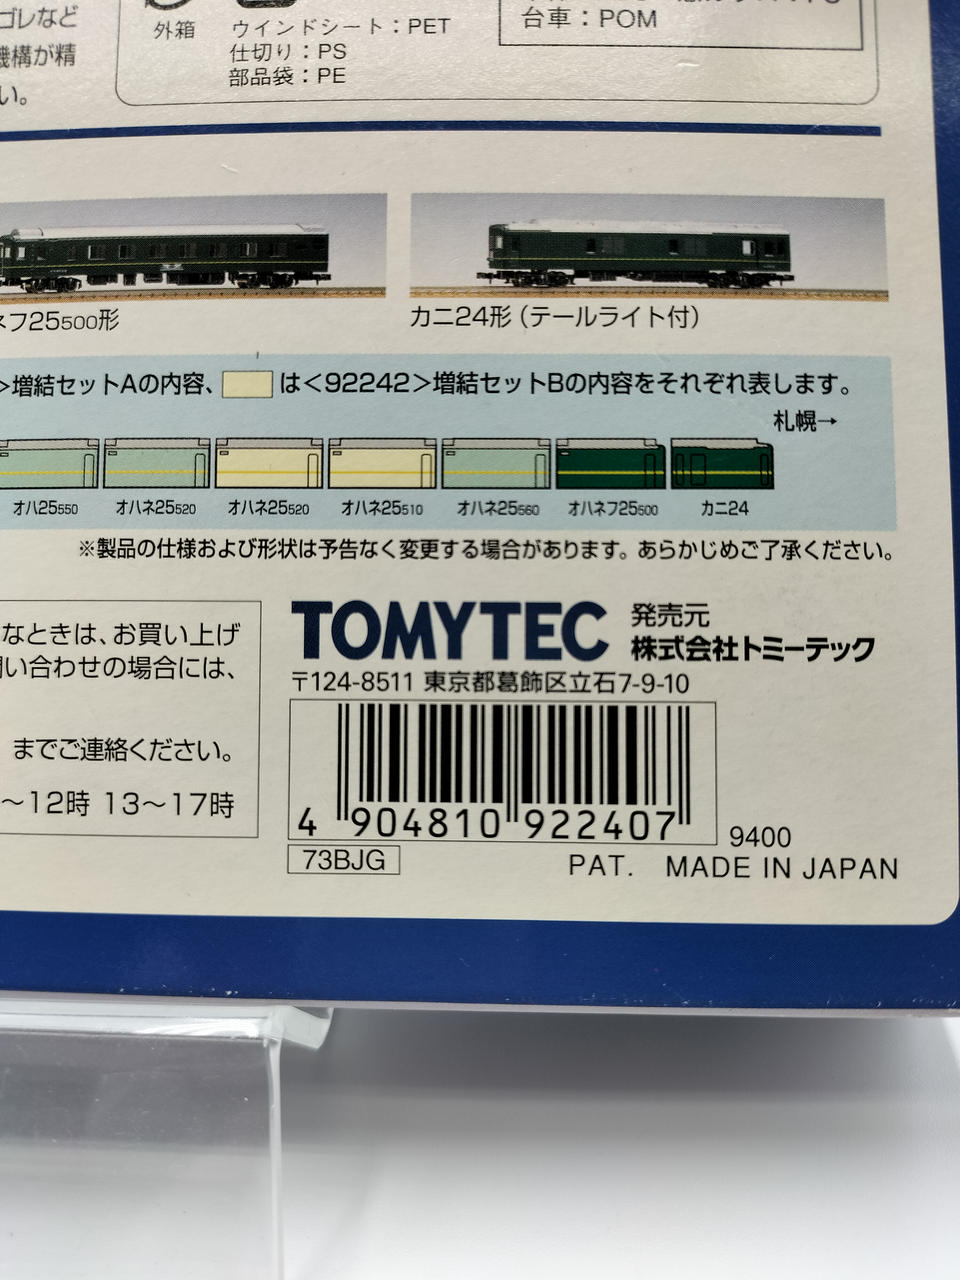 ゴレなど
機構が精
い。
外箱
ウインドシート：PET
仕切り：PS
部品袋：PE
台車：POM
ネフ25500形
カニ24形（テールライト付）
>増結セットAの内容、 は<92242>増結セットBの内容をそれぞれ表します。
札幌→
オハ25550 オハネ25520 オハネ25520 オハネ25510 オハネ25560 オハネフ25500 カニ24
※製品の仕様および形状は予告なく変更する場合があります。あらかじめご了承ください。
なときは、お買い上げ
問い合わせの場合には、
までご連絡ください。
～12時 13～17時
TOMYTEC
発売元
株式会社トミーテック
〒124-8511 東京都葛飾区立石7-9-10
4 904810 922407
9400
73BJG
PAT. MADE IN JAPAN